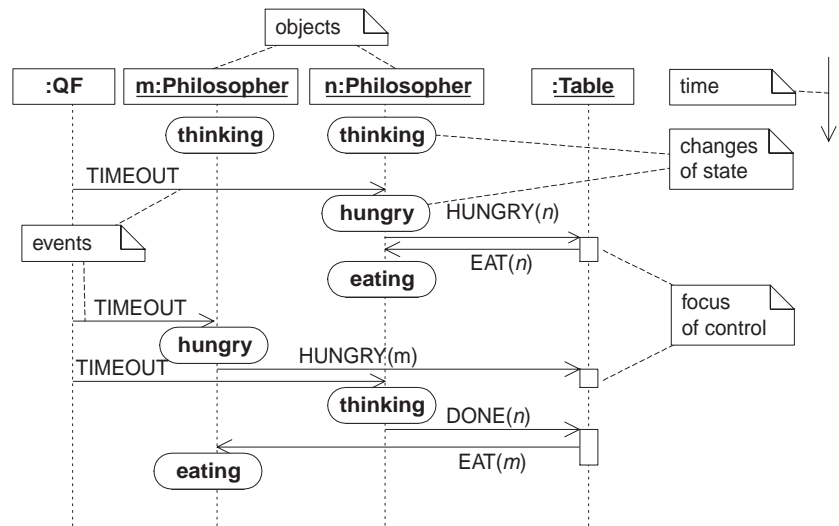 objects
:QF
m:Philosopher
n:Philosopher
:Table
time
thinking
thinking
changes
of state
TIMEOUT
hungry
HUNGRY(n)
events
EAT(n)
eating
TIMEOUT
focus
of control
hungry
HUNGRY(m)
TIMEOUT
thinking
DONE(n)
EAT(m)
eating